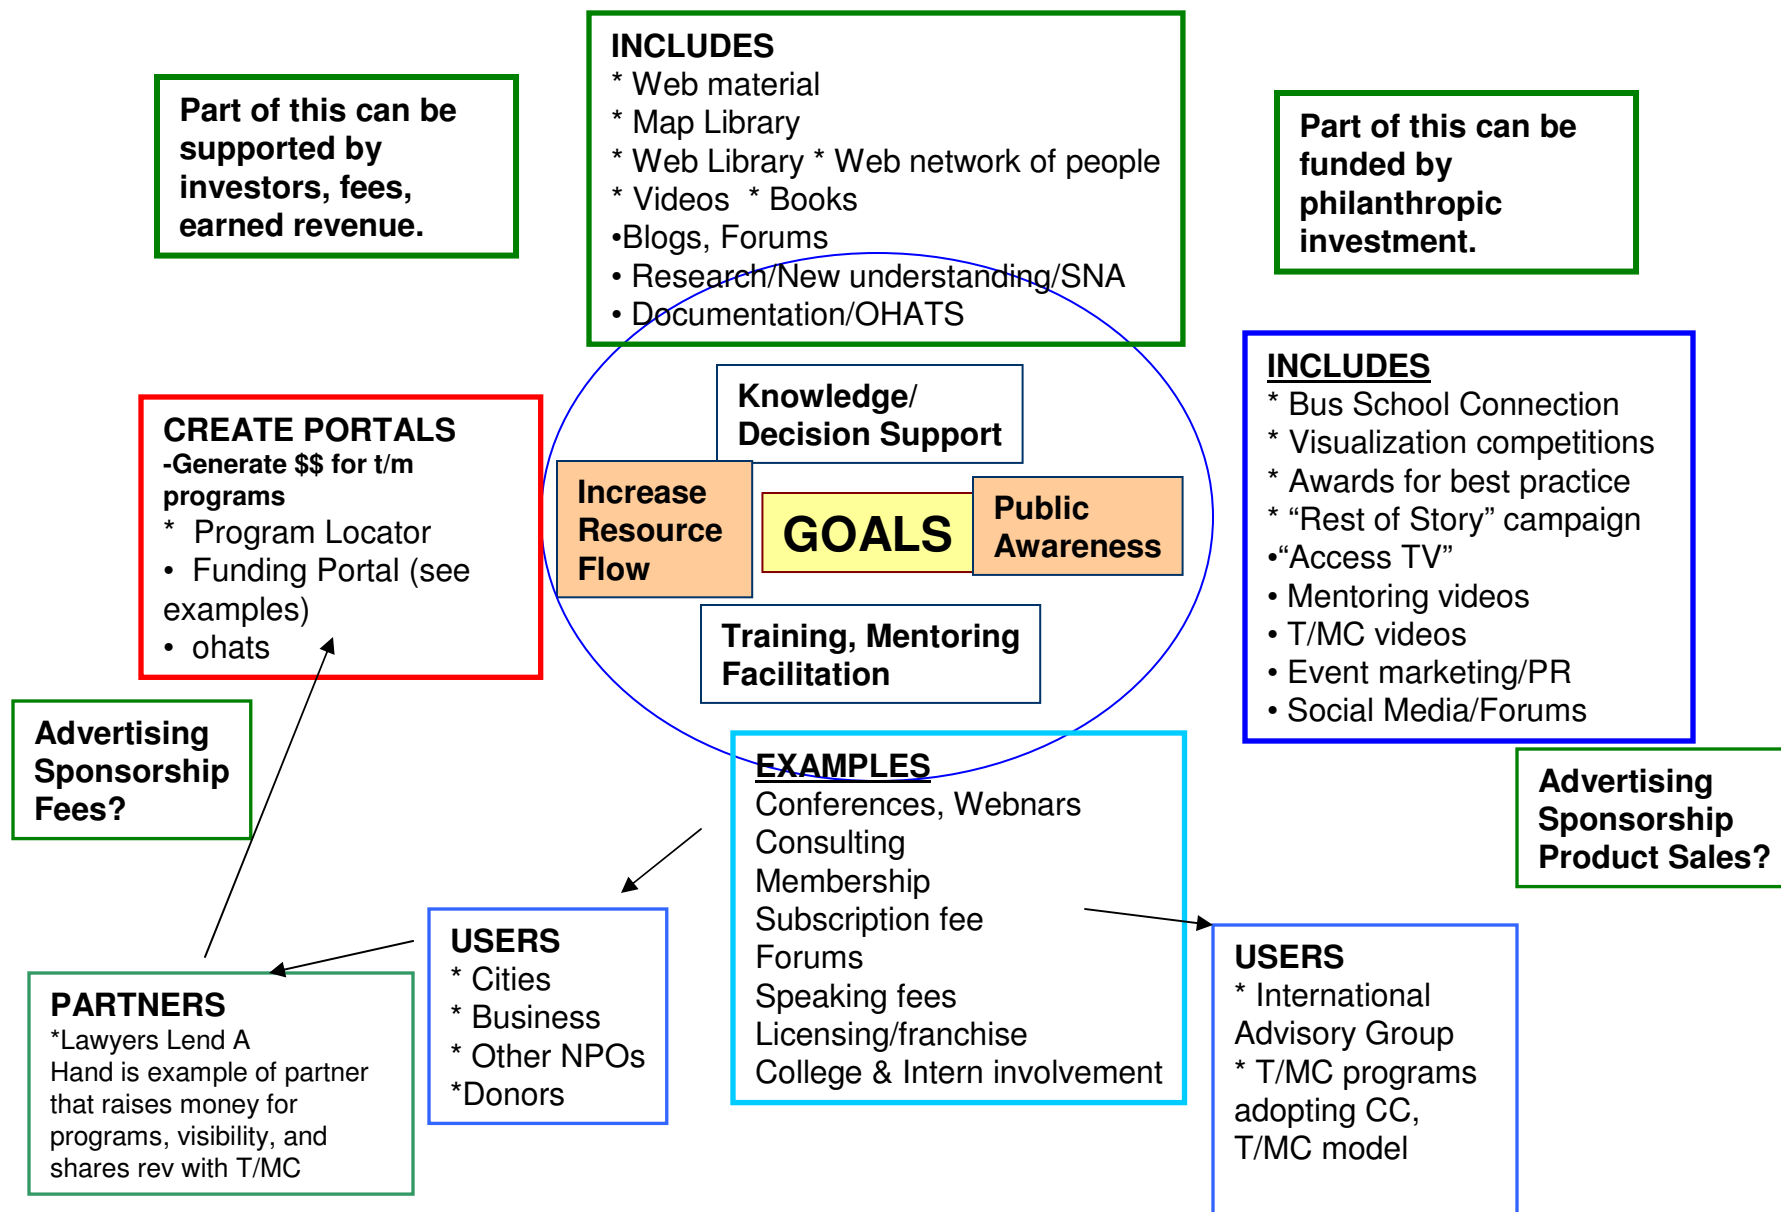 INCLUDES
* Web material
* Map Library
* Web Library * Web network of people
* Videos * Books
•Blogs, Forums
• Research/New understanding/SNA
• Documentation/OHATS
Part of this can be
supported by
investors, fees,
earned revenue.
Part of this can be
funded by
philanthropic
investment.
CREATE PORTALS
-Generate $$ for t/m
programs
* Program Locator
• Funding Portal (see
examples)
• ohats
Knowledge/
Decision Support
Increase
Resource
Flow
GOALS
Public
Awareness
Training, Mentoring
Facilitation
INCLUDES
* Bus School Connection
* Visualization competitions
* Awards for best practice
* “Rest of Story” campaign
•“Access TV”
• Mentoring videos
• T/MC videos
• Event marketing/PR
• Social Media/Forums
Advertising
Sponsorship
Fees?
EXAMPLES
Conferences, Webnars
Consulting
Membership
Subscription fee
Forums
Speaking fees
Licensing/franchise
College & Intern involvement
Advertising
Sponsorship
Product Sales?
PARTNERS
*Lawyers Lend A
Hand is example of partner
that raises money for
programs, visibility, and
shares rev with T/MC
USERS
* Cities
* Business
* Other NPOs
*Donors
USERS
* International
Advisory Group
* T/MC programs
adopting CC,
T/MC model